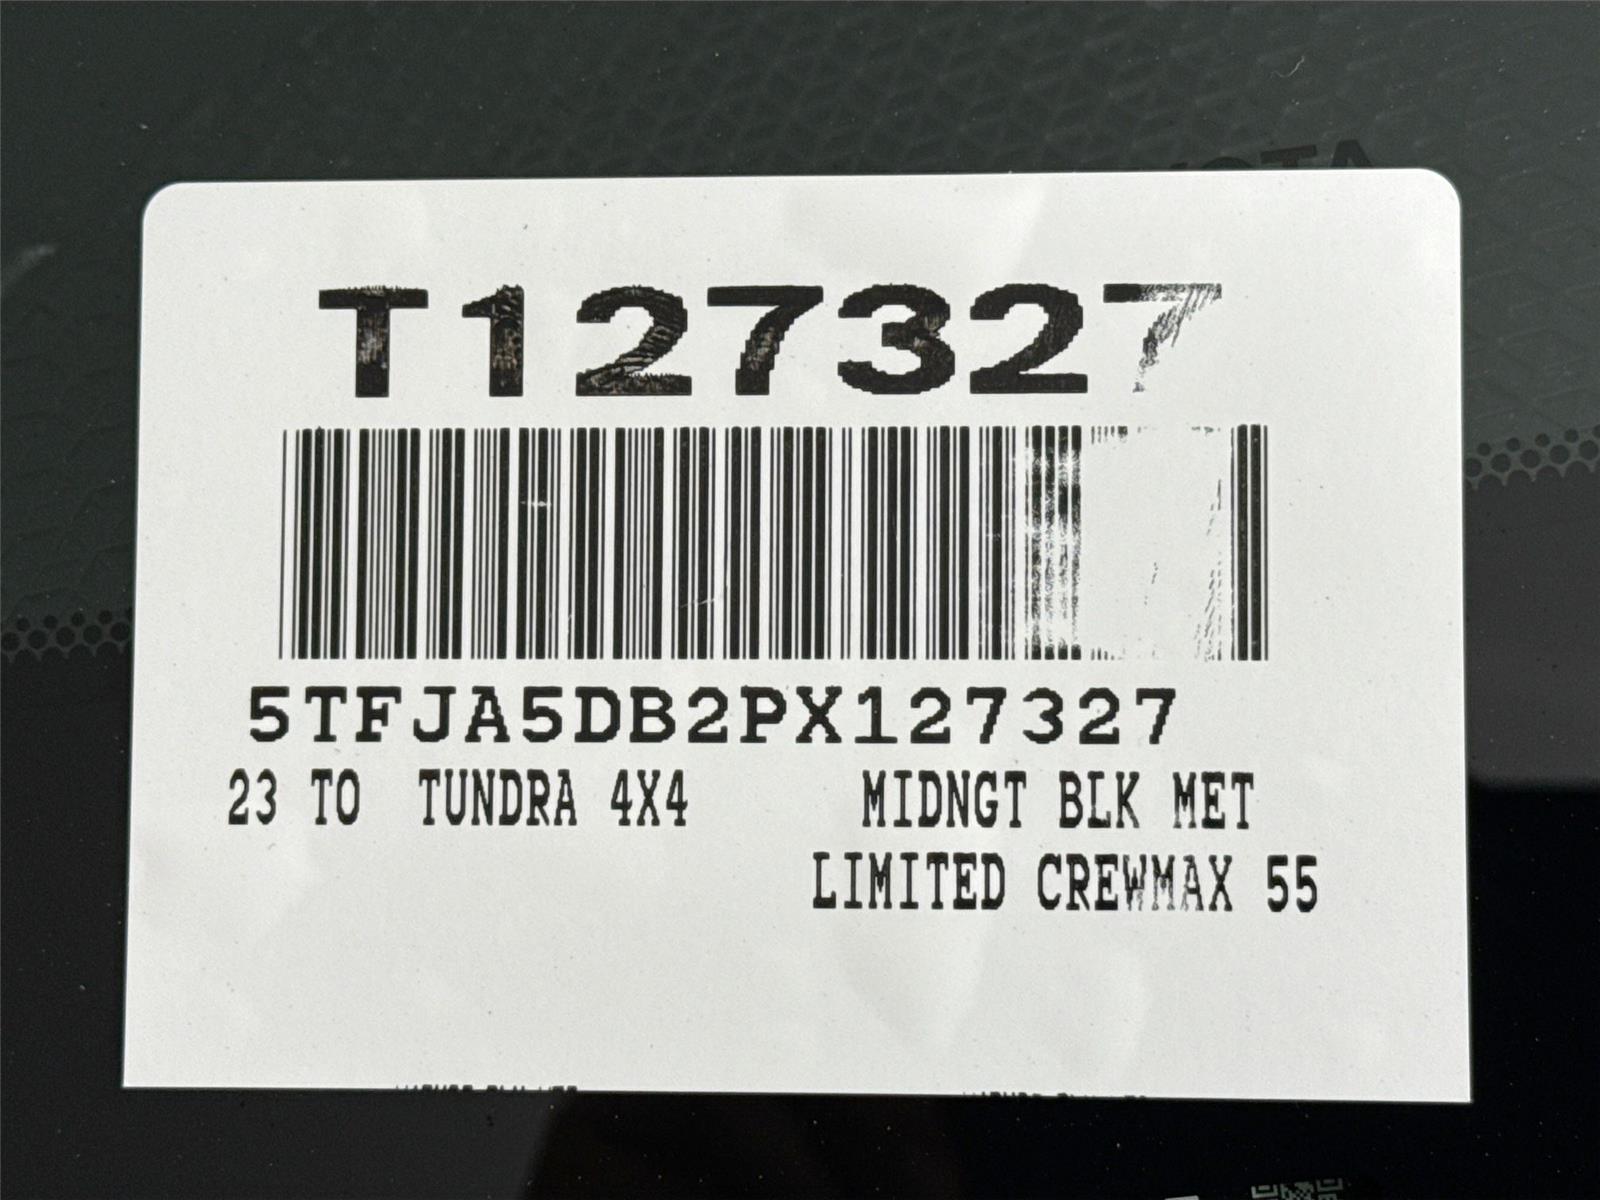 T127327
5TFJA5DB2PX127327
23 TO TUNDRA 4X4 MIDNGT BLK MET
LIMITED CREWMAX 55